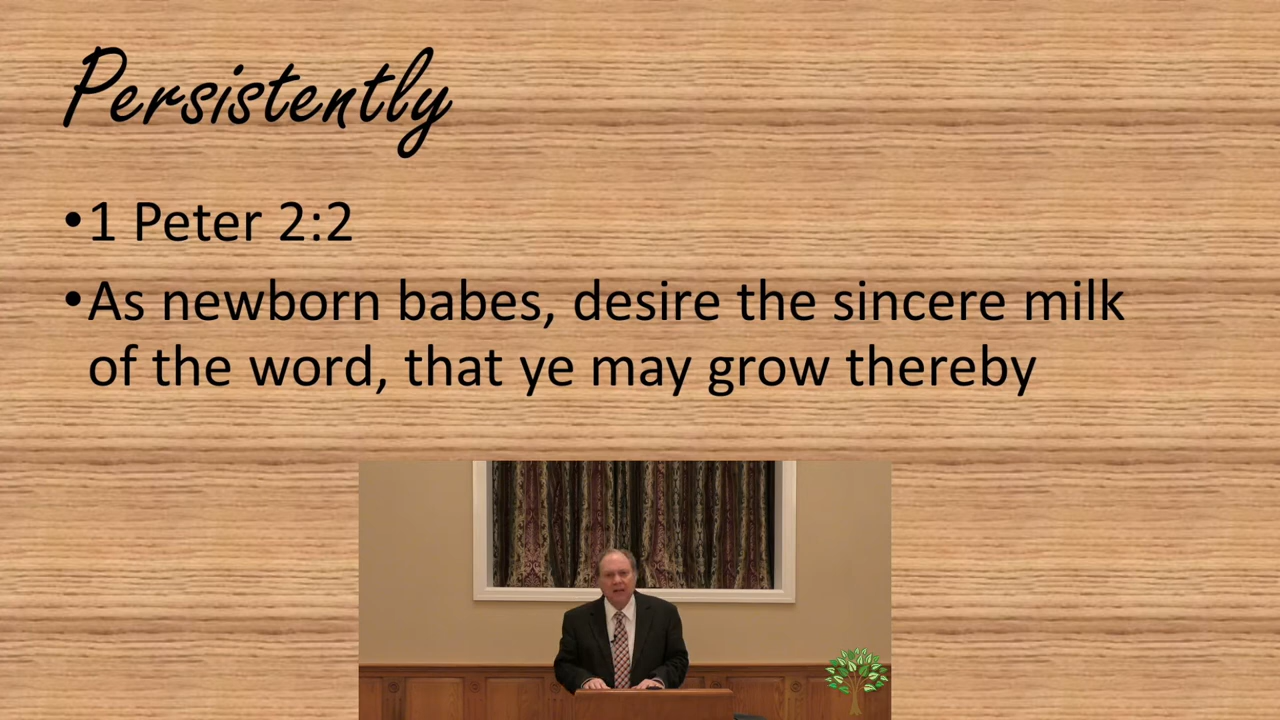 Persistently
•1 Peter 2:2
•As newborn babes, desire the sincere milk
of the word, that ye may grow thereby